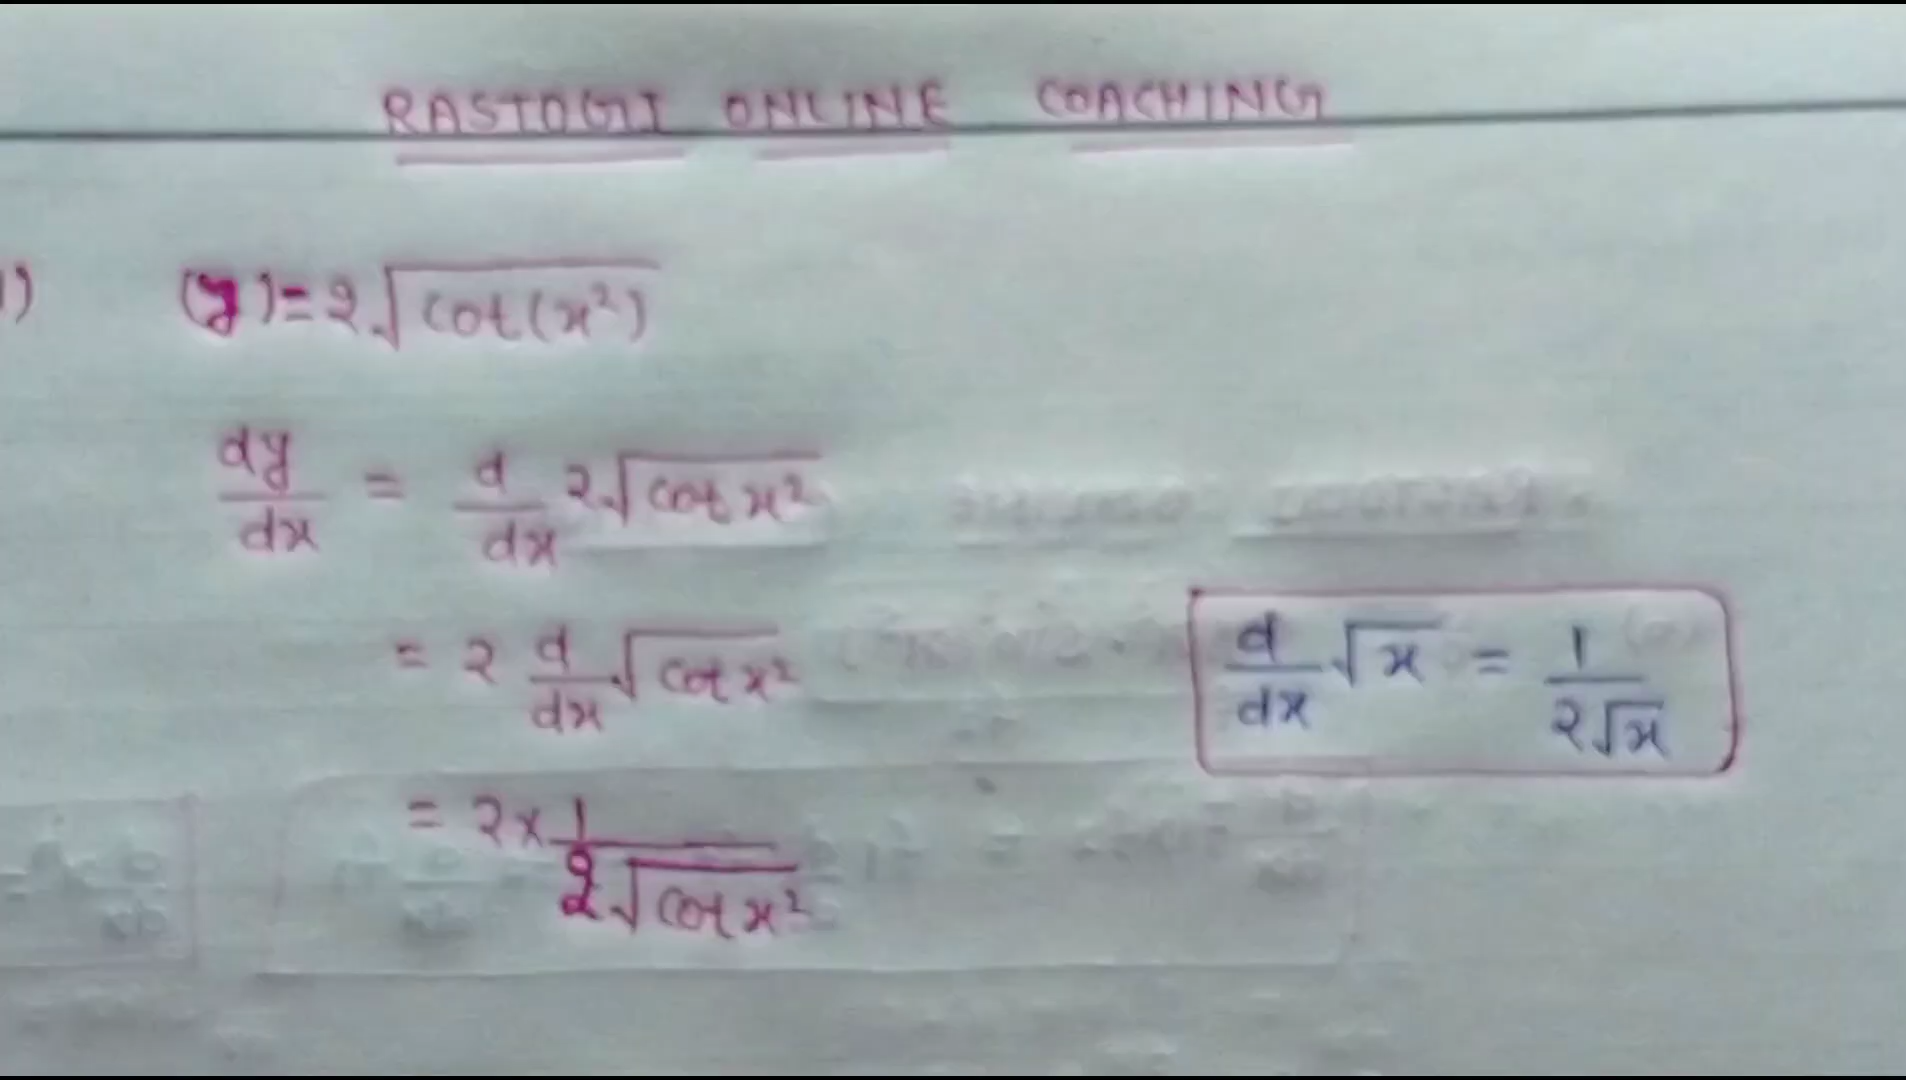 RASTOGI ONLINE COACHING
1) (y) = 2√cot(x²)
dy/dx = d/dx 2√cot x²
= 2 d/dx √cot x²
d/dx √x = 1/2√x
= 2 × 1/2√cot x²